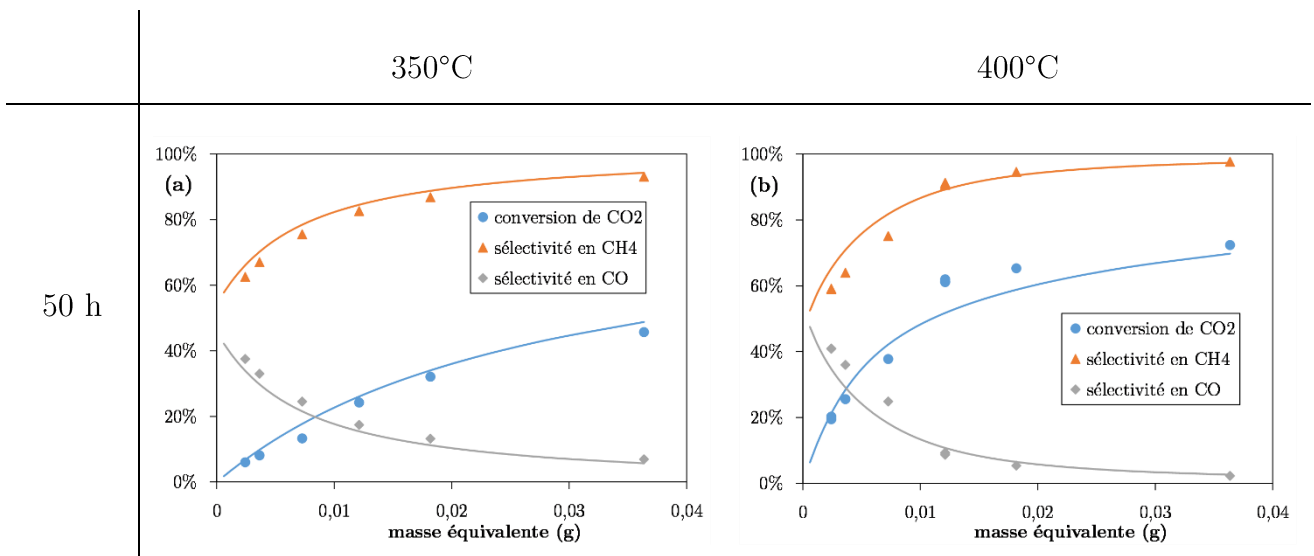 350°C 400°C
50 h
(a)
100%
80%
60%
40%
20%
0%
conversion de CO2
sélectivité en CH4
sélectivité en CO
0 0,01 0,02 0,03 0,04
masse équivalente (g)
(b)
100%
80%
60%
40%
20%
0%
conversion de CO2
sélectivité en CH4
sélectivité en CO
0 0,01 0,02 0,03 0,04
masse équivalente (g)